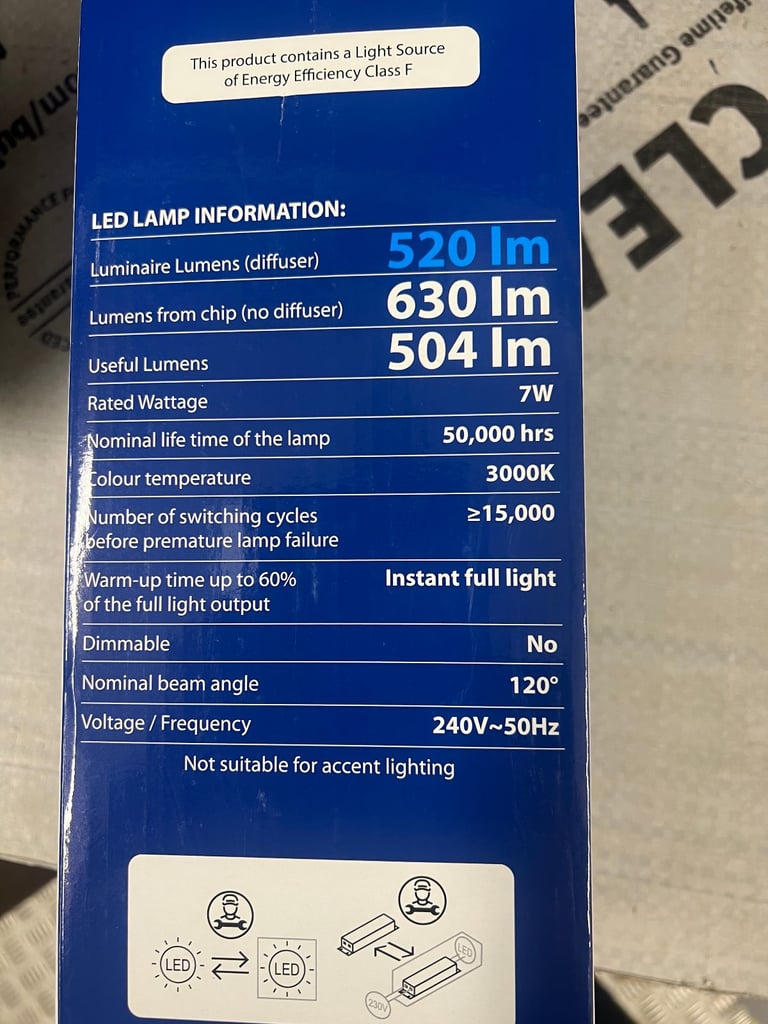 This product contains a Light Source
of Energy Efficiency Class F
LED LAMP INFORMATION:
Luminaire Lumens (diffuser) 520 lm
Lumens from chip (no diffuser) 630 lm
Useful Lumens 504 lm
Rated Wattage 7W
Nominal life time of the lamp 50,000 hrs
Colour temperature 3000K
Number of switching cycles ≥15,000
before premature lamp failure
Warm-up time up to 60% Instant full light
of the full light output
Dimmable No
Nominal beam angle 120°
Voltage / Frequency 240V~50Hz
Not suitable for accent lighting
LED LED LED
230V
ifetime Guarantee
CLEA
PERFORMANCE